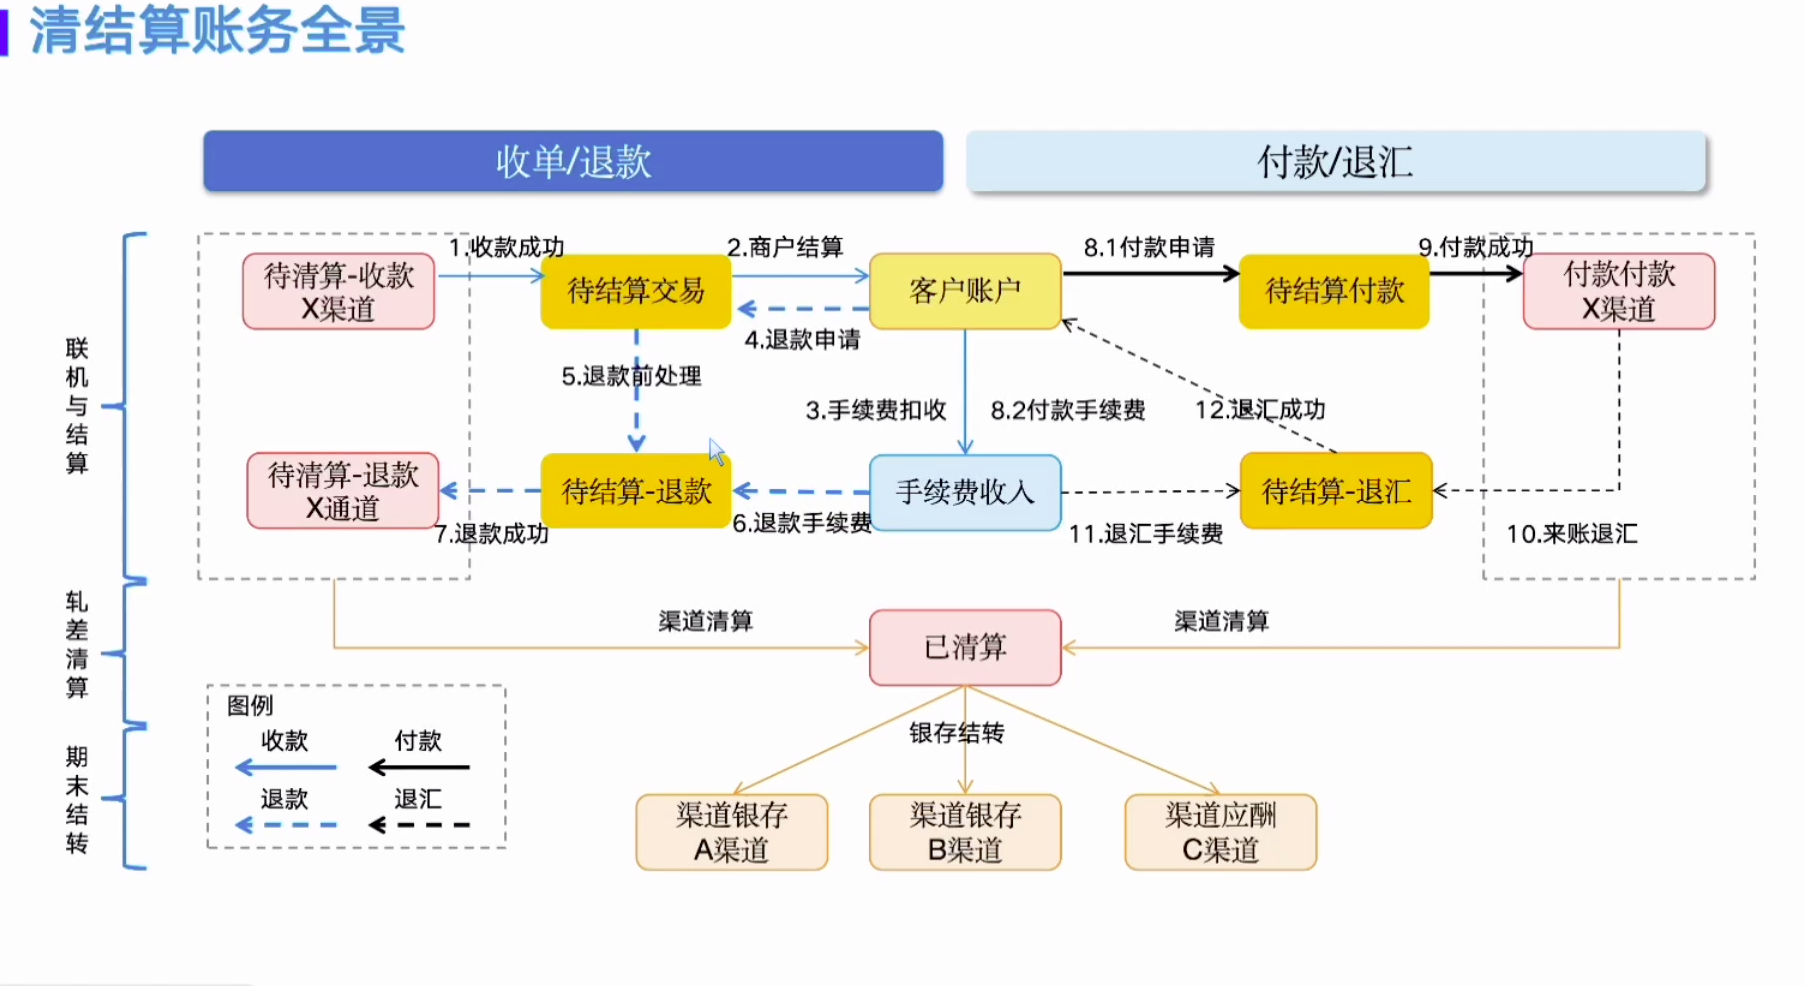 清结算账务全景
收单/退款
付款/退汇
1.收款成功
2.商户结算
8.1付款申请
9.付款成功
待清算-收款
X渠道
待结算交易
客户账户
待结算付款
付款付款
X渠道
4.退款申请
5.退款前处理
3.手续费扣收
8.2付款手续费
12.退汇成功
联机与结算
待清算-退款
X通道
待结算-退款
手续费收入
待结算-退汇
7.退款成功
6.退款手续费
11.退汇手续费
10.来账退汇
轧差清算
渠道清算
渠道清算
已清算
图例
收款
付款
退款
退汇
银存结转
期末结转
渠道银存
A渠道
渠道银存
B渠道
渠道应酬
C渠道